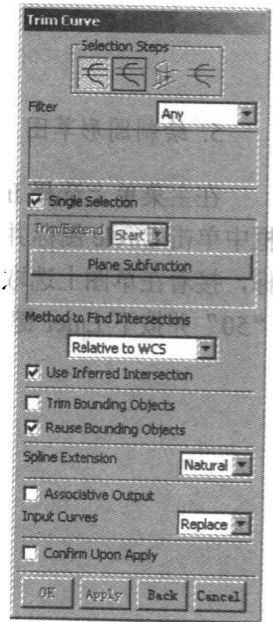 Trim Curve
Selection Steps
Filter
Any
Single Selection
Trim/Extend Start
Plane Subfunction
Method to Find Intersections
Relative to WCS
Use Inferred Intersection
Trim Bounding Objects
Reuse Bounding Objects
Spline Extension
Natural
Associative Output
Input Curves
Replace
Confirm Upon Apply
OK Apply Back Cancel